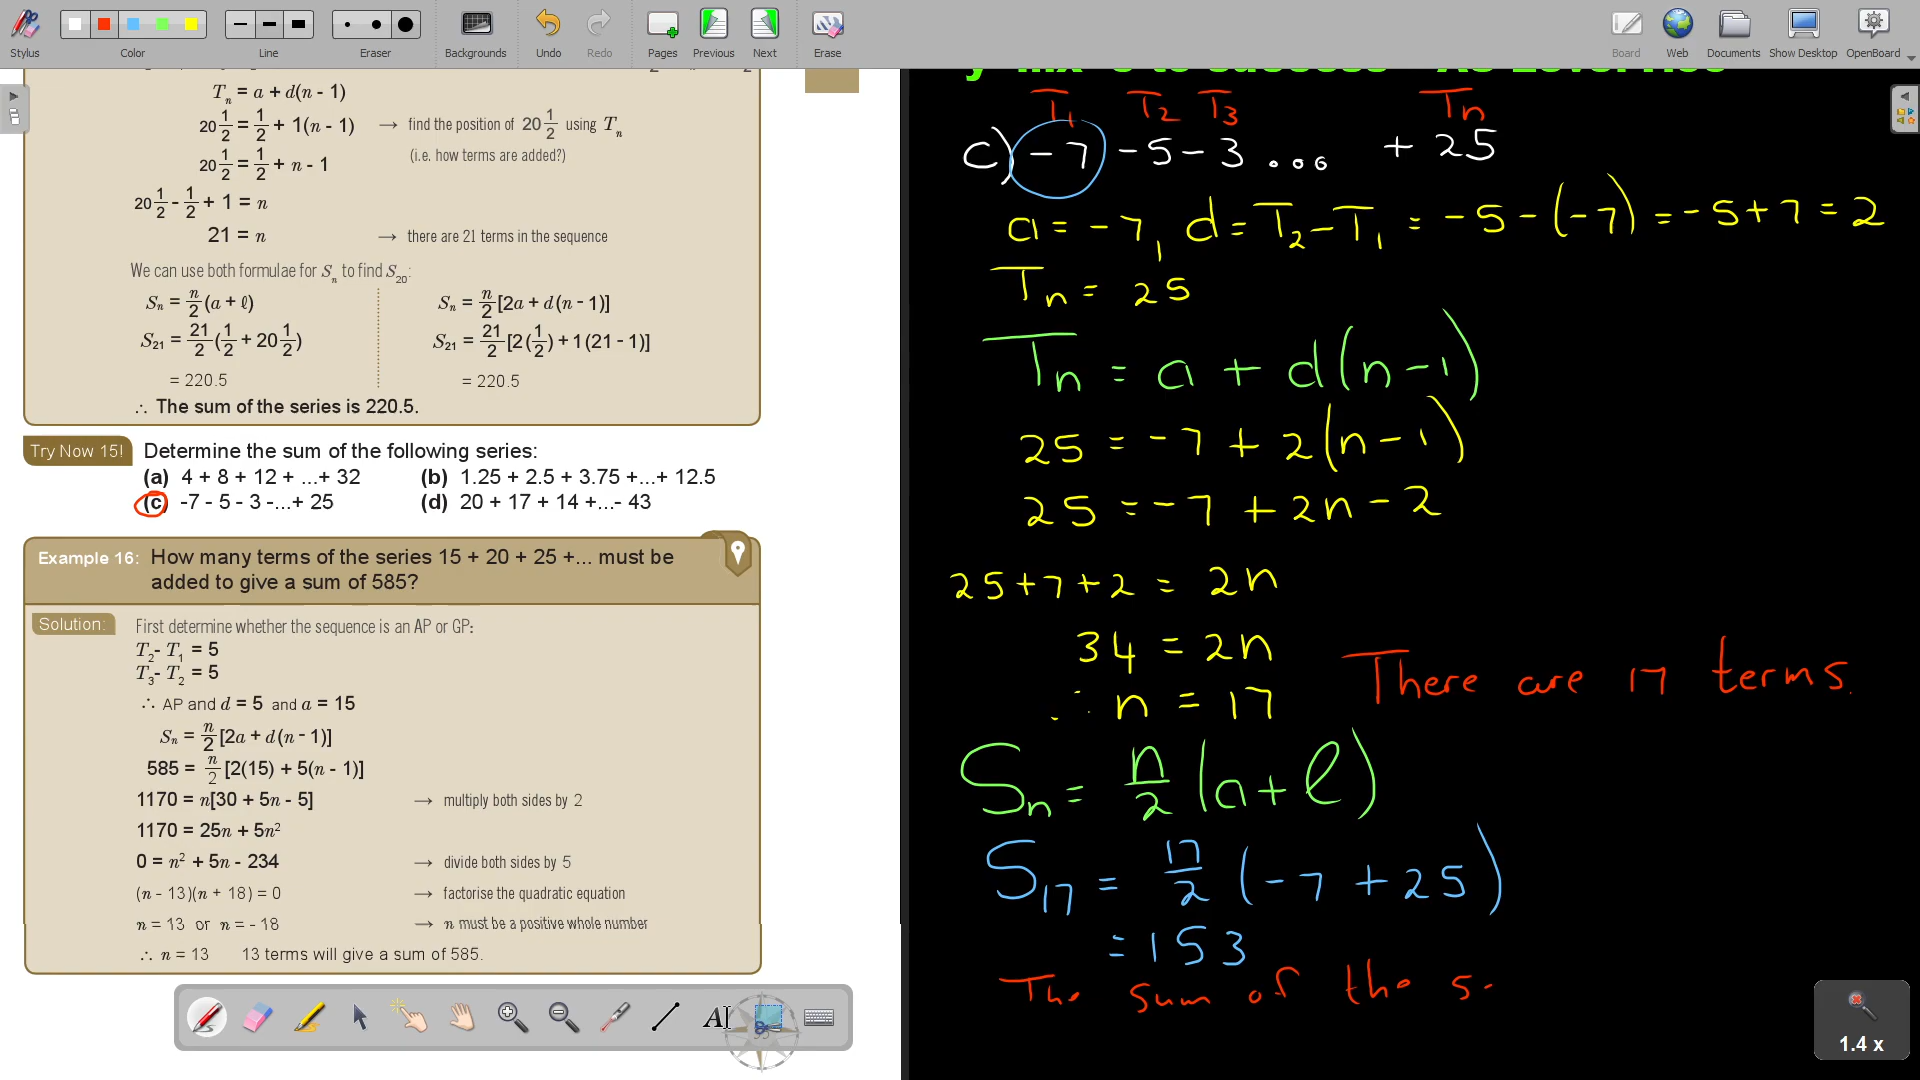 Stylus
Color
Line
Eraser
Backgrounds
Undo
Redo
Pages
Previous
Next
Erase
Board
Web
Documents
Show Desktop
OpenBoard
Tn = a + d(n - 1)
20 1/2 = 1/2 + 1(n - 1) → find the position of 20 1/2 using Tn
20 1/2 = 1/2 + n - 1 (i.e. how terms are added?)
20 1/2 - 1/2 + 1 = n
21 = n → there are 21 terms in the sequence
We can use both formulae for Sn to find S20:
Sn = n/2 (a + ℓ) Sn = n/2 [2a + d(n - 1)]
S21 = 21/2 (1/2 + 20 1/2) S21 = 21/2 [2(1/2) + 1(21 - 1)]
= 220.5 = 220.5
∴ The sum of the series is 220.5.
Try Now 15! Determine the sum of the following series:
(a) 4 + 8 + 12 + ...+ 32 (b) 1.25 + 2.5 + 3.75 +...+ 12.5
(c) -7 - 5 - 3 -...+ 25 (d) 20 + 17 + 14 +...- 43
Example 16: How many terms of the series 15 + 20 + 25 +... must be
added to give a sum of 585?
Solution: First determine whether the sequence is an AP or GP:
T2 - T1 = 5
T3 - T2 = 5
∴ AP and d = 5 and a = 15
Sn = n/2 [2a + d(n - 1)]
585 = n/2 [2(15) + 5(n - 1)]
1170 = n[30 + 5n - 5] → multiply both sides by 2
1170 = 25n + 5n²
0 = n² + 5n - 234 → divide both sides by 5
(n - 13)(n + 18) = 0 → factorise the quadratic equation
n = 13 or n = - 18 → n must be a positive whole number
∴ n = 13 13 terms will give a sum of 585.
T1 T2 T3 Tn
c) -7 -5 -3 ... + 25
a = -7, d = T2 - T1 = -5 - (-7) = -5 + 7 = 2
Tn = 25
Tn = a + d(n-1)
25 = -7 + 2(n-1)
25 = -7 + 2n - 2
25 + 7 + 2 = 2n
34 = 2n
∴ n = 17
There are 17 terms.
Sn = n/2 (a + ℓ)
S17 = 17/2 (-7 + 25)
= 153
The sum of the s
1.4 x